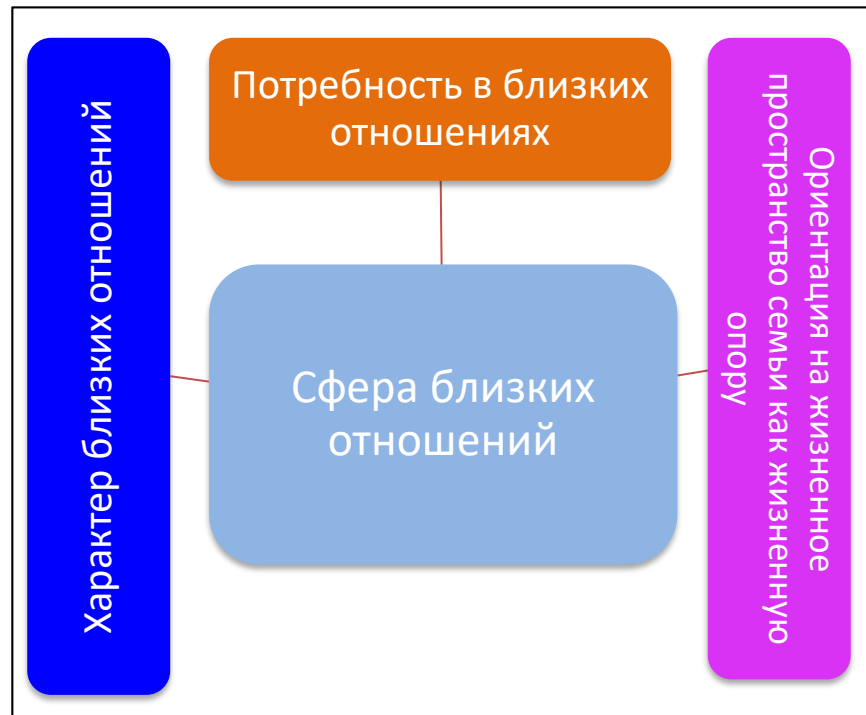 Потребность в близких
отношениях
Характер близких отношений
Сфера близких
отношений
Ориентация на жизненное
пространство семьи как жизненную
опору